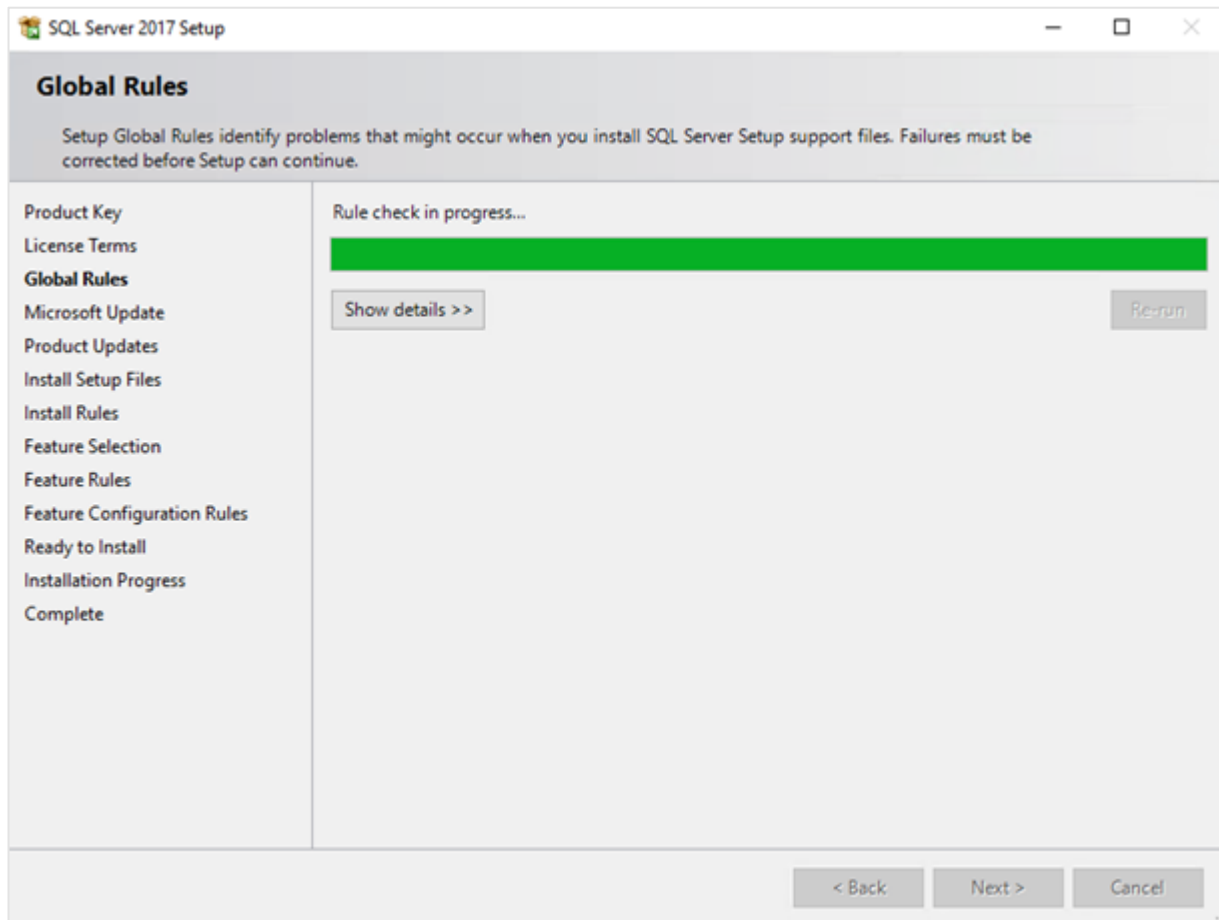 SQL Server 2017 Setup
Global Rules
Setup Global Rules identify problems that might occur when you install SQL Server Setup support files. Failures must be
corrected before Setup can continue.
Product Key
License Terms
Global Rules
Microsoft Update
Product Updates
Install Setup Files
Install Rules
Feature Selection
Feature Rules
Feature Configuration Rules
Ready to Install
Installation Progress
Complete
Rule check in progress...
Show details >>
Re-run
< Back
Next >
Cancel